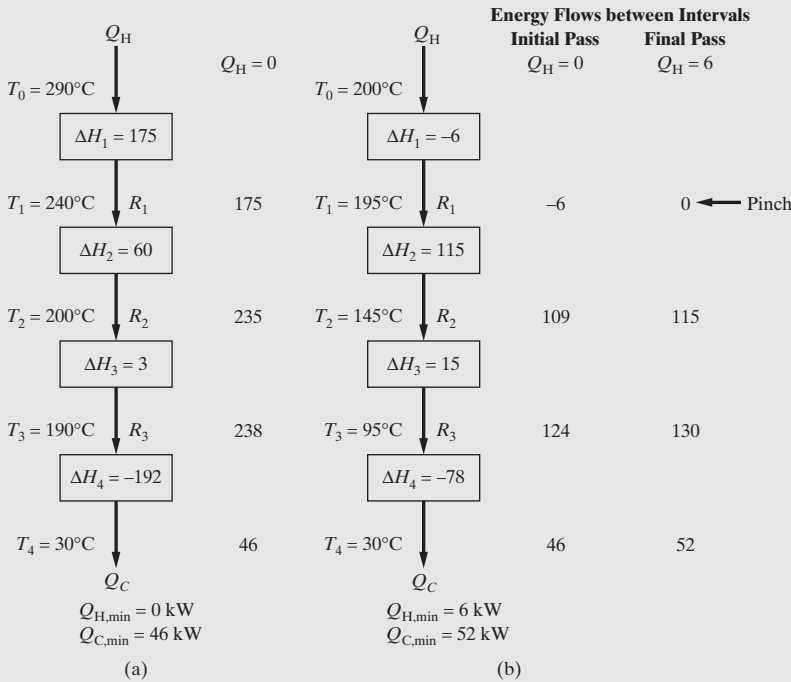 Energy Flows between Intervals
Q_H
Q_H
Initial Pass
Final Pass
Q_H = 0
Q_H = 0
Q_H = 6
T_0 = 290°C
T_0 = 200°C
ΔH_1 = 175
ΔH_1 = –6
T_1 = 240°C
R_1
175
T_1 = 195°C
R_1
–6
0
Pinch
ΔH_2 = 60
ΔH_2 = 115
T_2 = 200°C
R_2
235
T_2 = 145°C
R_2
109
115
ΔH_3 = 3
ΔH_3 = 15
T_3 = 190°C
R_3
238
T_3 = 95°C
R_3
124
130
ΔH_4 = –192
ΔH_4 = –78
T_4 = 30°C
46
T_4 = 30°C
46
52
Q_C
Q_C
Q_H,min = 0 kW
Q_C,min = 46 kW
Q_H,min = 6 kW
Q_C,min = 52 kW
(a)
(b)